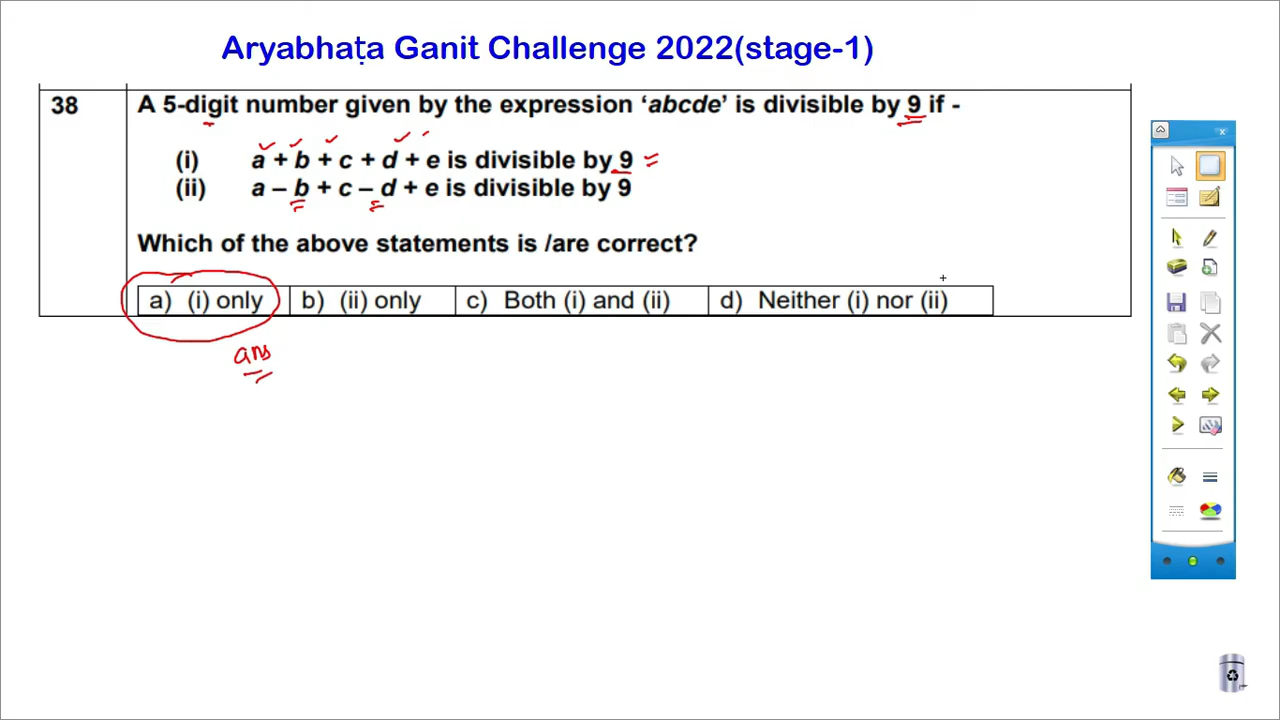 Aryabhaṭa Ganit Challenge 2022(stage-1)
38 A 5-digit number given by the expression ‘abcde’ is divisible by 9 if -
(i) a + b + c + d + e is divisible by 9
(ii) a – b + c – d + e is divisible by 9
Which of the above statements is /are correct?
a) (i) only b) (ii) only c) Both (i) and (ii) d) Neither (i) nor (ii)
ans